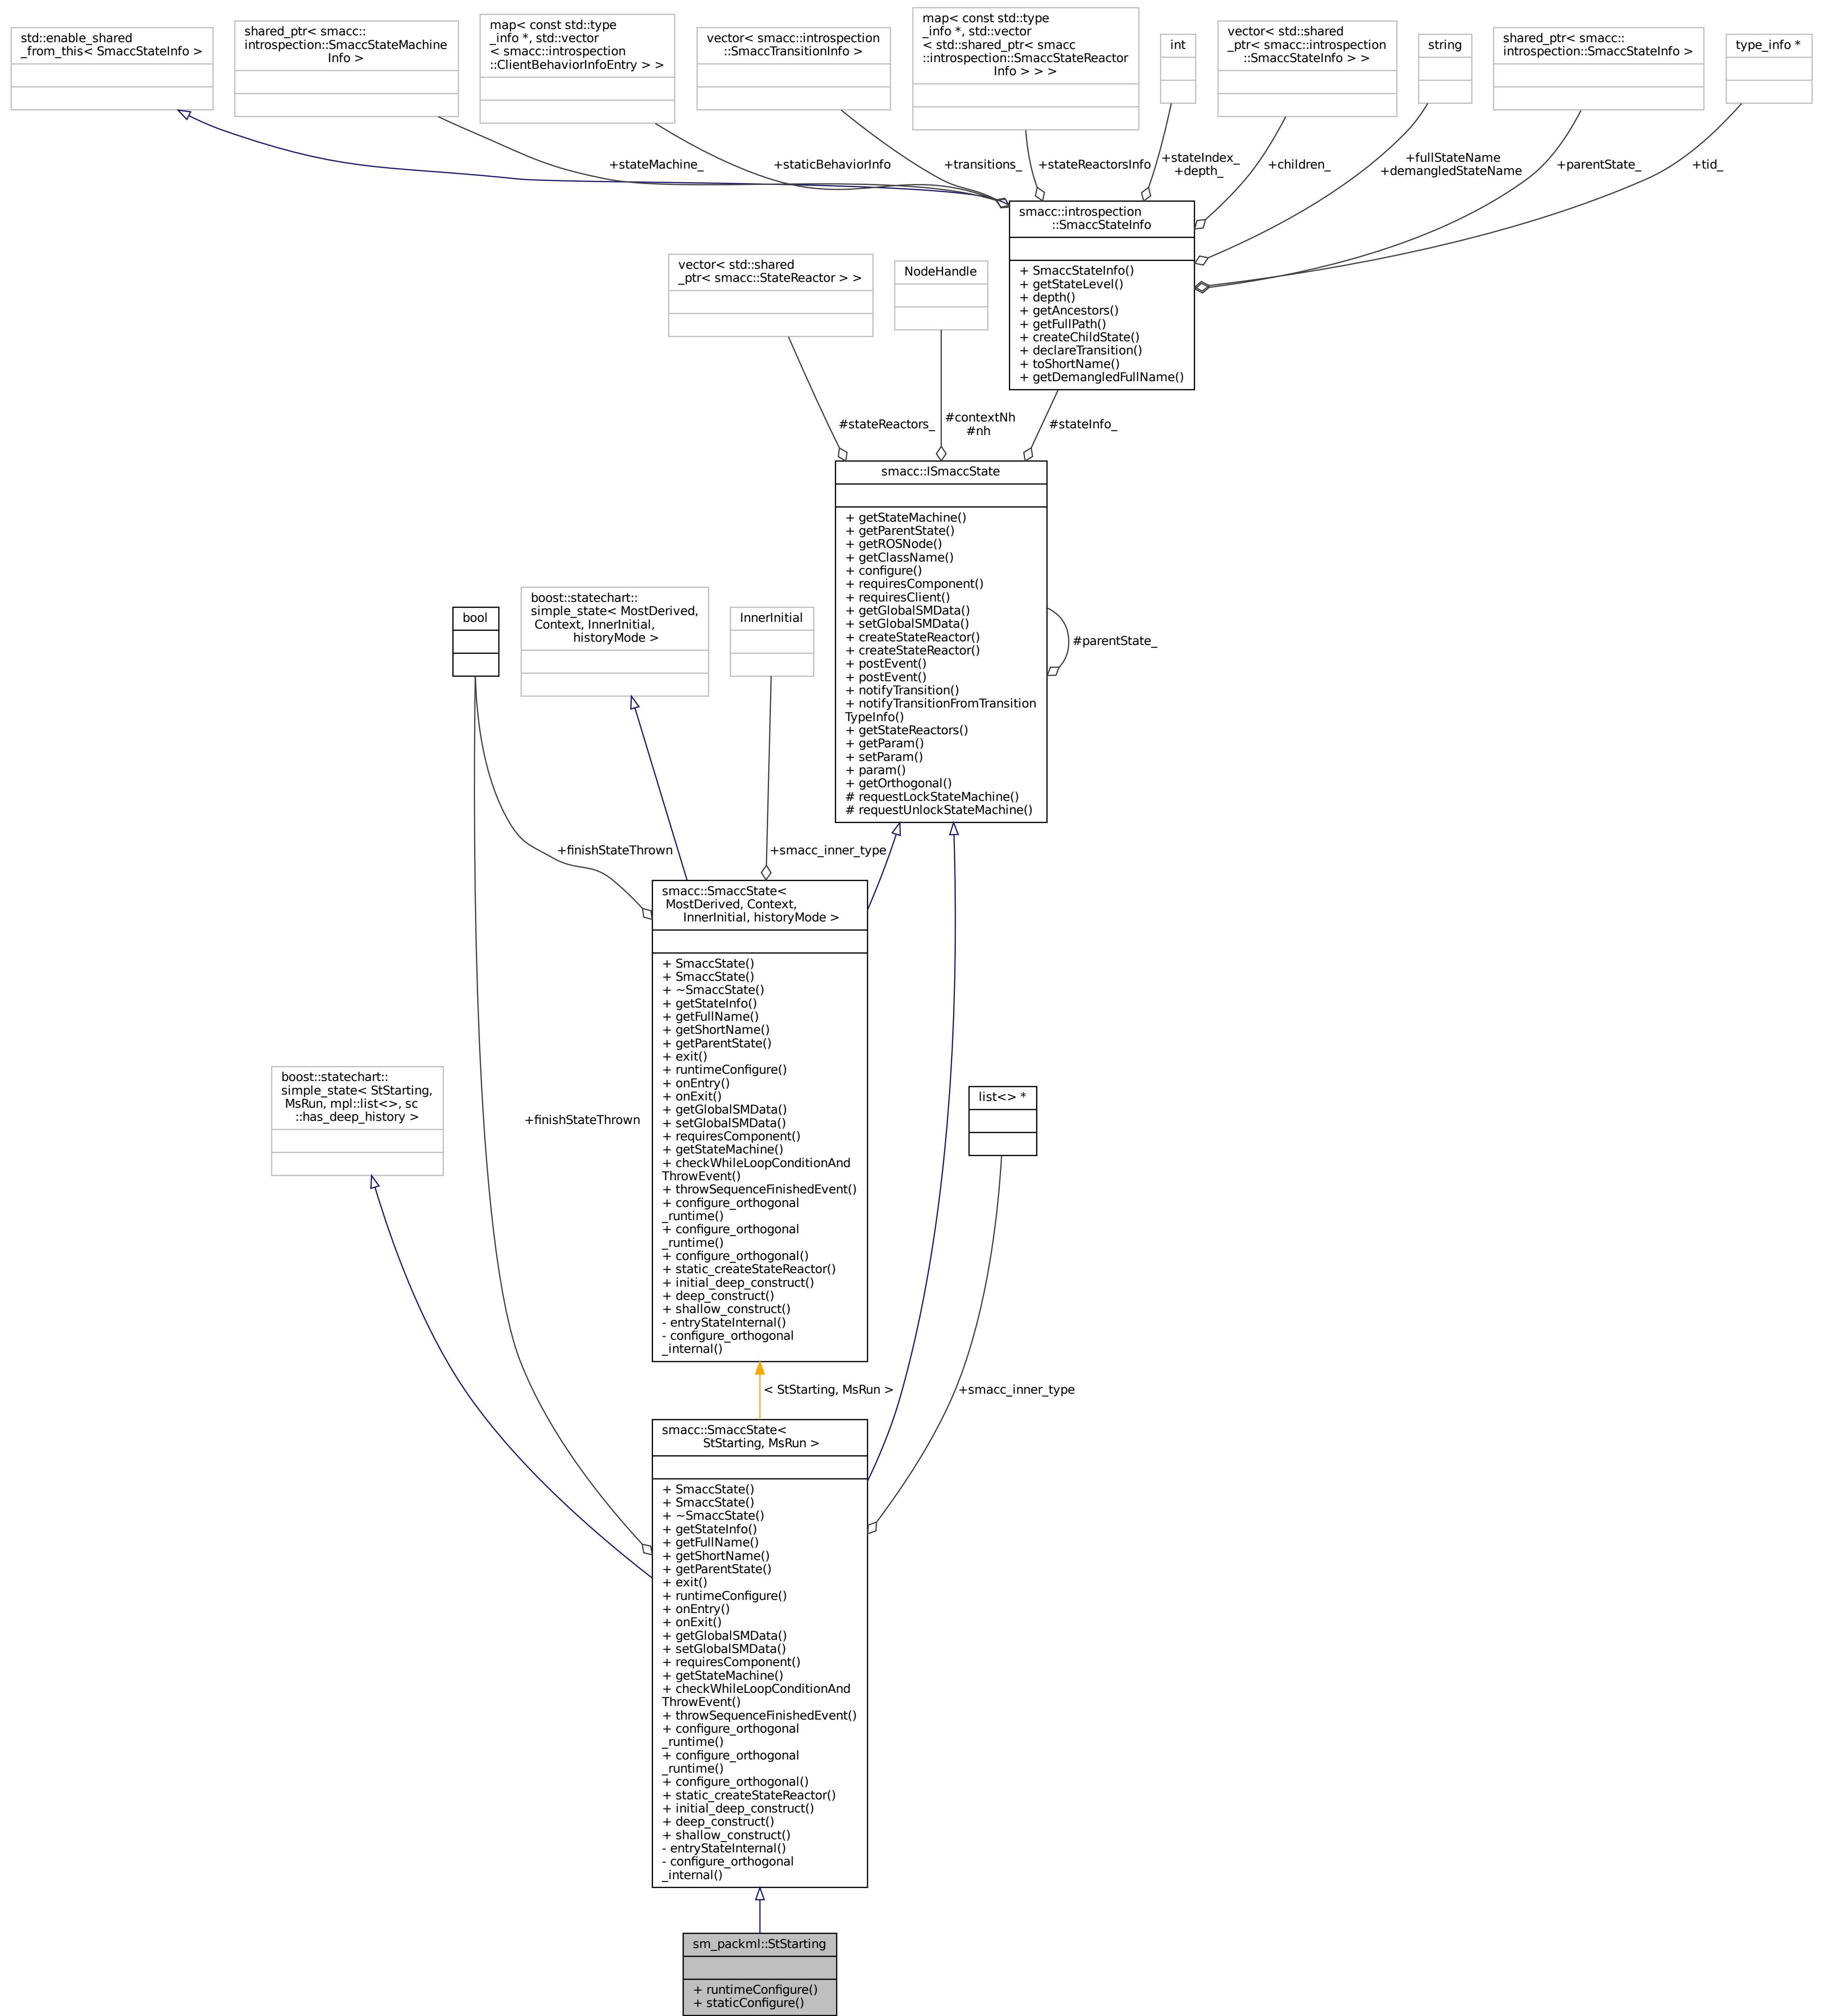 std::enable_shared
_from_this< SmaccStateInfo >
shared_ptr< smacc::
introspection::SmaccStateMachine
Info >
map< const std::type
_info *, std::vector
< smacc::introspection
::ClientBehaviorInfoEntry > >
vector< smacc::introspection
::SmaccTransitionInfo >
map< const std::type
_info *, std::vector
< std::shared_ptr< smacc
::introspection::SmaccStateReactor
Info > > >
int
vector< std::shared
_ptr< smacc::introspection
::SmaccStateInfo > >
string
shared_ptr< smacc::
introspection::SmaccStateInfo >
type_info *
+stateMachine_
+staticBehaviorInfo
+transitions_
+stateReactorsInfo
+stateIndex_
+depth_
+children_
+fullStateName
+demangledStateName
+parentState_
+tid_
smacc::introspection
::SmaccStateInfo
+ SmaccStateInfo()
+ getStateLevel()
+ depth()
+ getAncestors()
+ getFullPath()
+ createChildState()
+ declareTransition()
+ toShortName()
+ getDemangledFullName()
vector< std::shared
_ptr< smacc::StateReactor > >
NodeHandle
#stateReactors_
#contextNh
#nh
#stateInfo_
smacc::ISmaccState
+ getStateMachine()
+ getParentState()
+ getROSNode()
+ getClassName()
+ configure()
+ requiresComponent()
+ requiresClient()
+ getGlobalSMData()
+ setGlobalSMData()
+ createStateReactor()
+ createStateReactor()
+ postEvent()
+ postEvent()
+ notifyTransition()
+ notifyTransitionFromTransition
TypeInfo()
+ getStateReactors()
+ getParam()
+ setParam()
+ param()
+ getOrthogonal()
# requestLockStateMachine()
# requestUnlockStateMachine()
#parentState_
bool
boost::statechart::
simple_state< MostDerived,
Context, InnerInitial,
historyMode >
InnerInitial
+finishStateThrown
+smacc_inner_type
smacc::SmaccState<
MostDerived, Context,
InnerInitial, historyMode >
+ SmaccState()
+ SmaccState()
+ ~SmaccState()
+ getStateInfo()
+ getFullName()
+ getShortName()
+ getParentState()
+ exit()
+ runtimeConfigure()
+ onEntry()
+ onExit()
+ getGlobalSMData()
+ setGlobalSMData()
+ requiresComponent()
+ getStateMachine()
+ checkWhileLoopConditionAnd
ThrowEvent()
+ throwSequenceFinishedEvent()
+ configure_orthogonal
_runtime()
+ configure_orthogonal
_runtime()
+ configure_orthogonal()
+ static_createStateReactor()
+ initial_deep_construct()
+ deep_construct()
+ shallow_construct()
- entryStateInternal()
- configure_orthogonal
_internal()
boost::statechart::
simple_state< StStarting,
MsRun, mpl::list<>, sc
::has_deep_history >
+finishStateThrown
list<> *
< StStarting, MsRun >
+smacc_inner_type
smacc::SmaccState<
StStarting, MsRun >
+ SmaccState()
+ SmaccState()
+ ~SmaccState()
+ getStateInfo()
+ getFullName()
+ getShortName()
+ getParentState()
+ exit()
+ runtimeConfigure()
+ onEntry()
+ onExit()
+ getGlobalSMData()
+ setGlobalSMData()
+ requiresComponent()
+ getStateMachine()
+ checkWhileLoopConditionAnd
ThrowEvent()
+ throwSequenceFinishedEvent()
+ configure_orthogonal
_runtime()
+ configure_orthogonal
_runtime()
+ configure_orthogonal()
+ static_createStateReactor()
+ initial_deep_construct()
+ deep_construct()
+ shallow_construct()
- entryStateInternal()
- configure_orthogonal
_internal()
sm_packml::StStarting
+ runtimeConfigure()
+ staticConfigure()